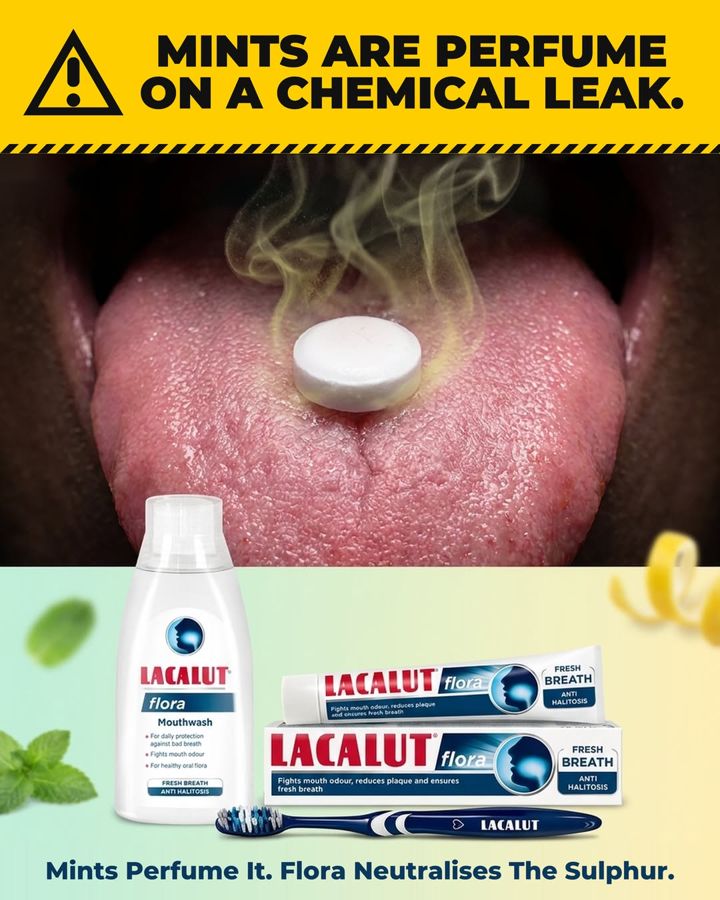 MINTS ARE PERFUME
ON A CHEMICAL LEAK.
LACALUT®
flora
Mouthwash
• For daily protection
against bad breath
• Fights mouth odour
• For healthy oral flora
FRESH BREATH
ANTI HALITOSIS
LACALUT®
flora
Fights mouth odour, reduces plaque
and ensures fresh breath
FRESH
BREATH
ANTI
HALITOSIS
LACALUT®
flora
Fights mouth odour, reduces plaque and ensures
fresh breath
FRESH
BREATH
ANTI
HALITOSIS
LACALUT
Mints Perfume It. Flora Neutralises The Sulphur.